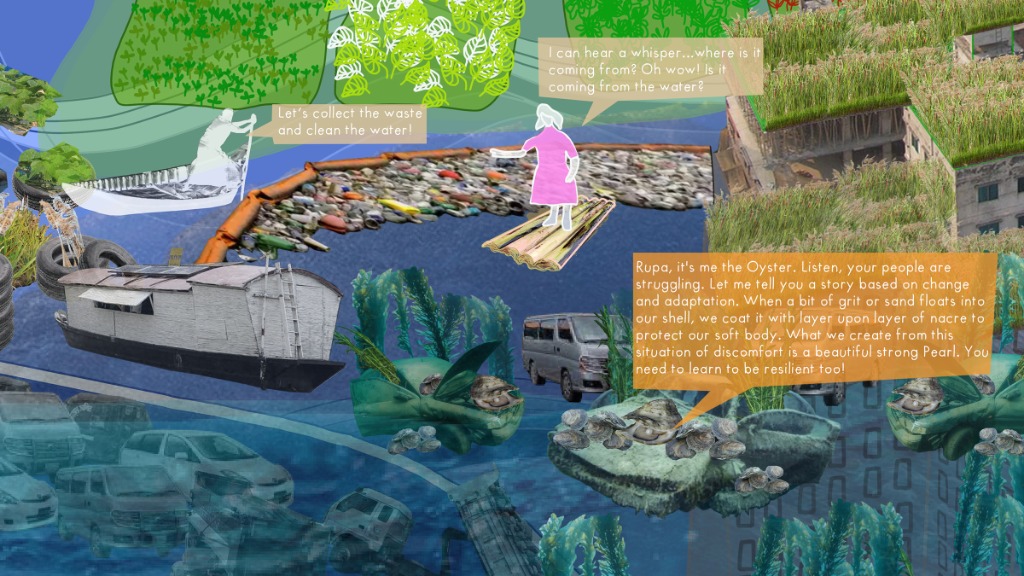 I can hear a whisper...where is it
coming from? Oh wow! Is it
coming from the water?
Let's collect the waste
and clean the water!
Rupa, it's me the Oyster. Listen, your people are
struggling. Let me tell you a story based on change
and adaptation. When a bit of grit or sand floats into
our shell, we coat it with layer upon layer of nacre to
protect our soft body. What we create from this
situation of discomfort is a beautiful strong Pearl. You
need to learn to be resilient too!